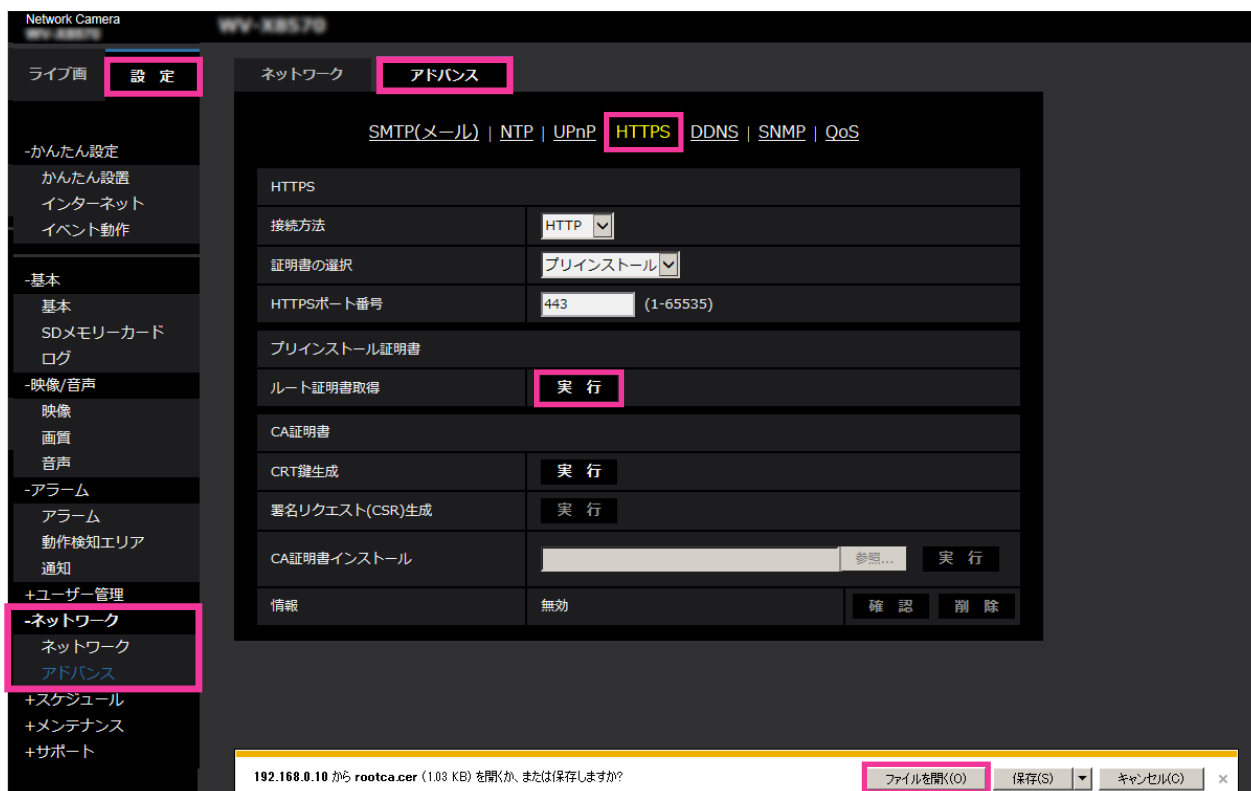 Network Camera
ライブ画 設 定
-かんたん設定
かんたん設置
インターネット
イベント動作
-基本
基本
SDメモリーカード
ログ
-映像/音声
映像
画質
音声
-アラーム
アラーム
動作検知エリア
通知
+ユーザー管理
-ネットワーク
ネットワーク
アドバンス
+スケジュール
+メンテナンス
+サポート
ネットワーク アドバンス
SMTP(メール) | NTP | UPnP HTTPS DDNS | SNMP | QoS
HTTPS
接続方法 HTTP
証明書の選択 プリインストール
HTTPSポート番号 443 (1-65535)
プリインストール証明書
ルート証明書取得 実 行
CA証明書
CRT鍵生成 実 行
署名リクエスト(CSR)生成 実 行
CA証明書インストール 参照... 実 行
情報 無効 確 認 削 除
192.168.0.10 から rootca.cer (1.03 KB) を開くか、または保存しますか? ファイルを開く(O) 保存(S) キャンセル(C) ×